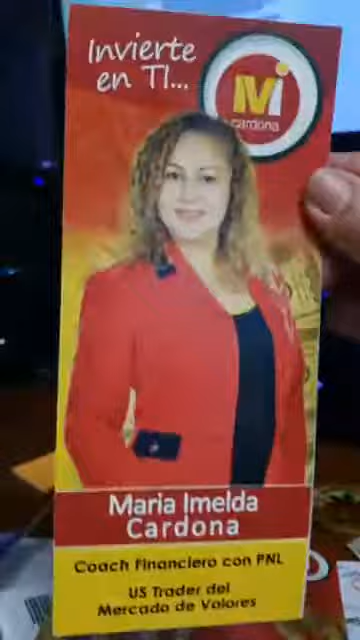 Invierte
en TI...
Mi
cardona
Maria Imelda
Cardona
Coach Financiero con PNL
US Trader del
Mercado de Valores